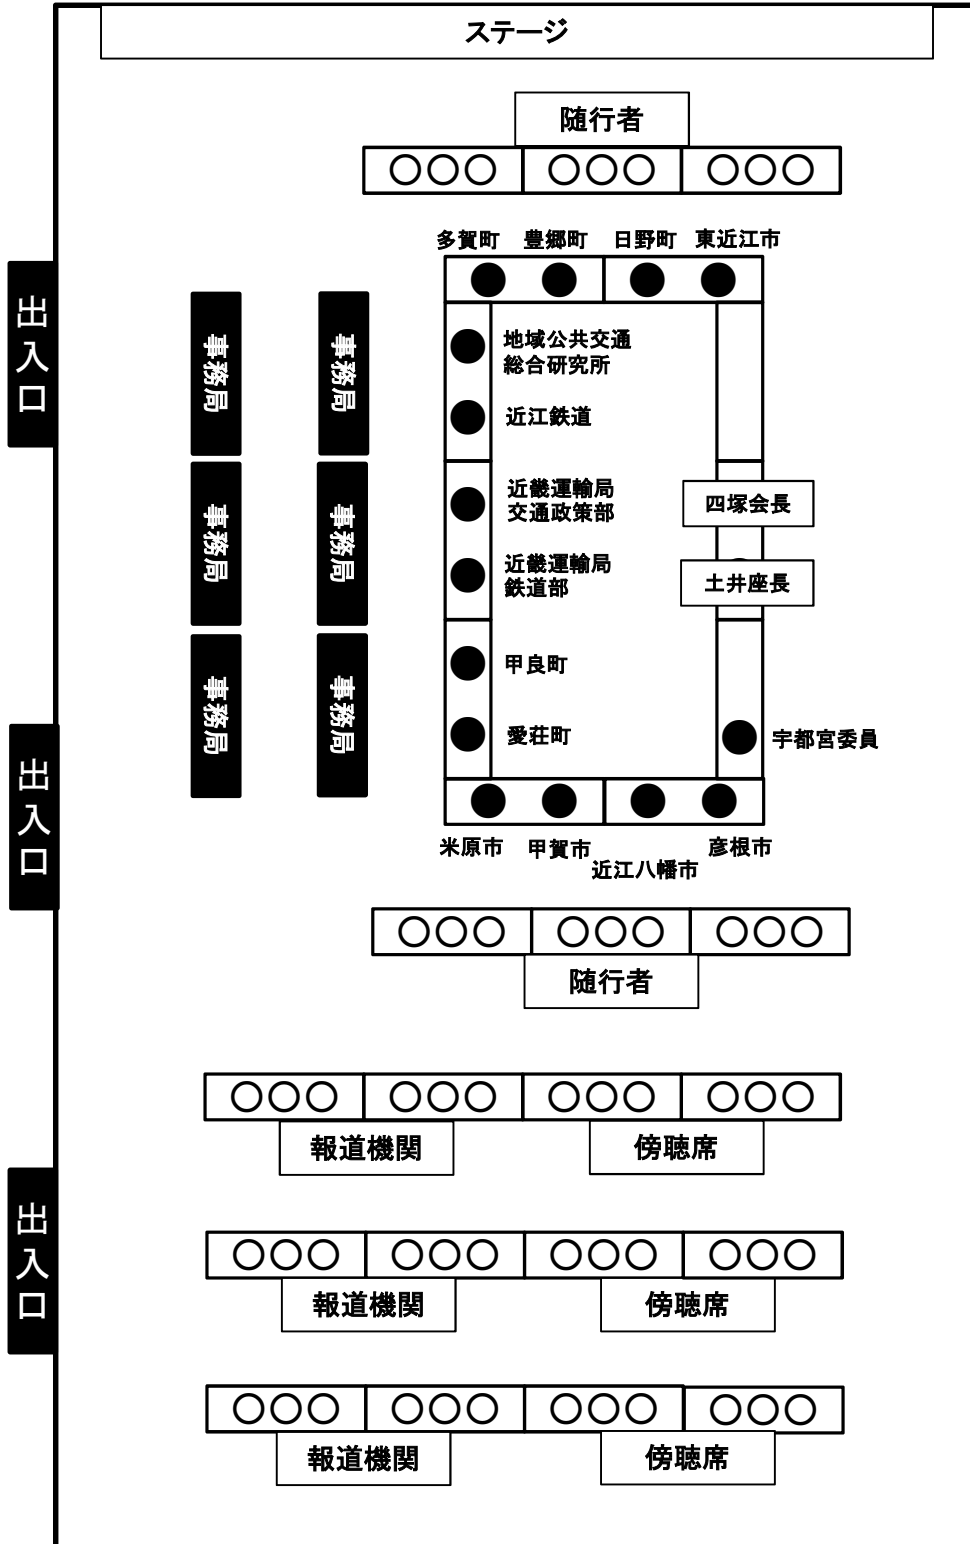 ステージ
随行者
多賀町 豊郷町 日野町 東近江市
出入口
事務局 事務局
地域公共交通
総合研究所
近江鉄道
事務局 事務局
近畿運輸局
交通政策部
四塚会長
近畿運輸局
鉄道部
土井座長
事務局 事務局
甲良町
愛荘町
宇都宮委員
出入口
米原市 甲賀市 近江八幡市 彦根市
随行者
報道機関 傍聴席
出入口
報道機関 傍聴席
報道機関 傍聴席